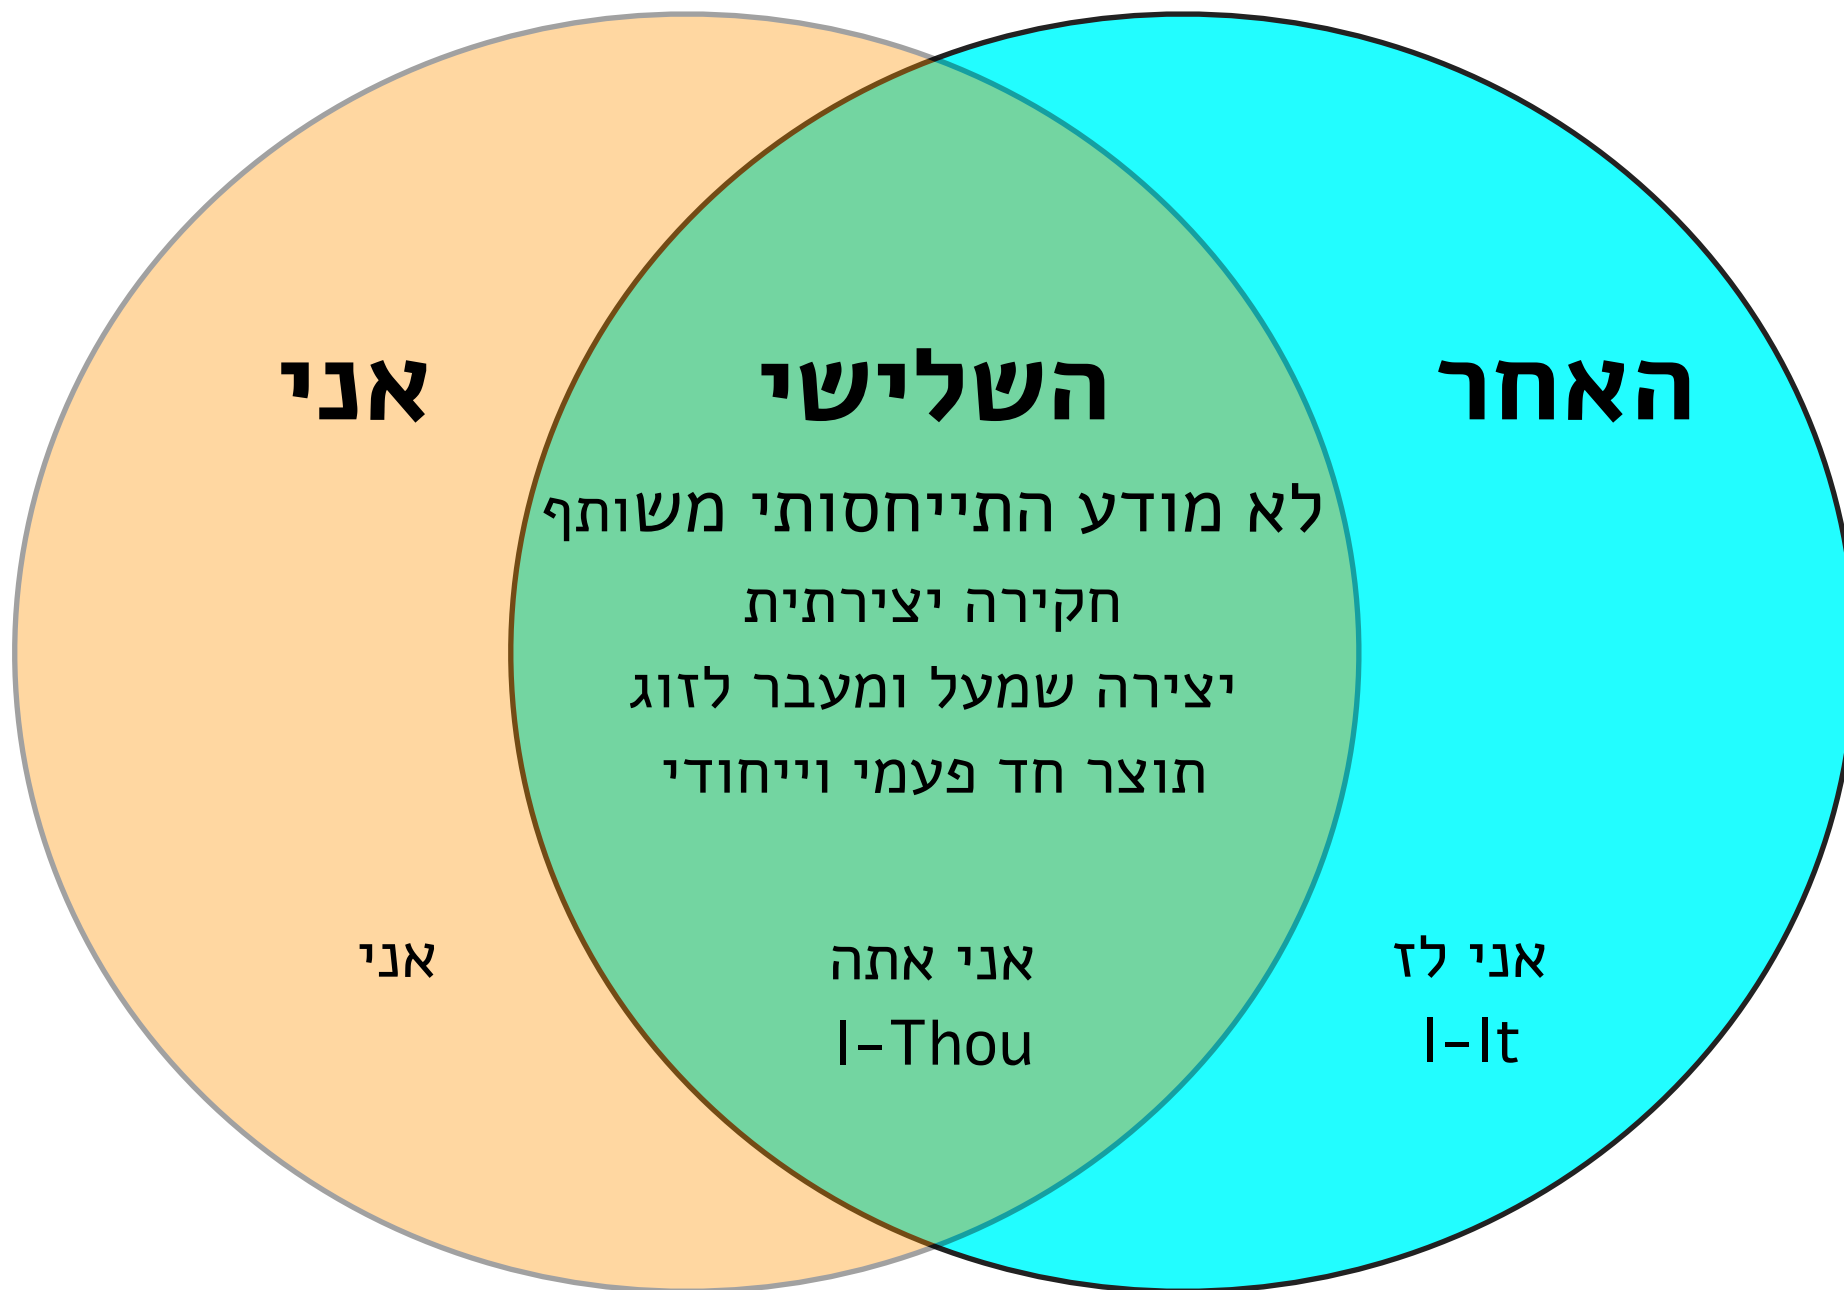 האחר
השלישי
אני
לא מודע התייחסותי משותף
חקירה יצירתית
יצירה שמעל ומעבר לזוג
תוצר חד פעמי וייחודי
אני לז
I-It
אני אתה
I-Thou
אני